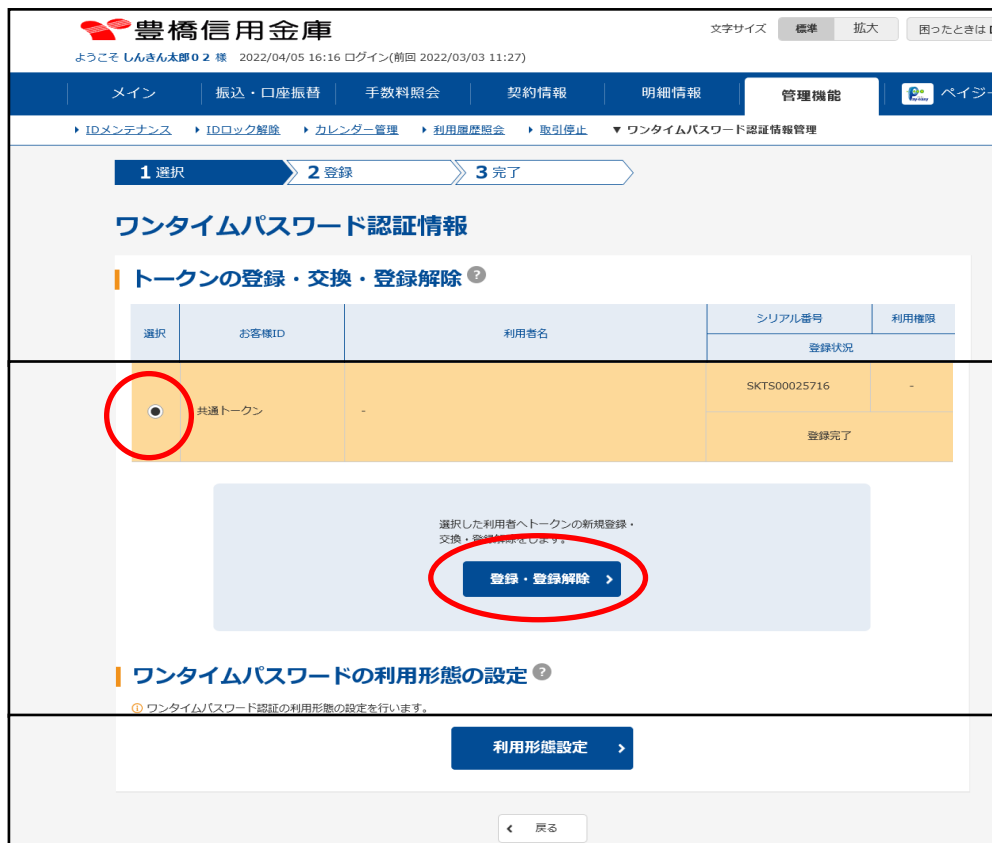 豊橋信用金庫
文字サイズ 標準 拡大 困ったときは
ようこそ しんきん太郎02 様 2022/04/05 16:16 ログイン(前回 2022/03/03 11:27)
メイン 振込・口座振替 手数料照会 契約情報 明細情報 管理機能 ペイジー
IDメンテナンス IDロック解除 カレンダー管理 利用履歴照会 取引停止 ▼ ワンタイムパスワード認証情報管理
1 選択 2 登録 3 完了
ワンタイムパスワード認証情報
トークンの登録・交換・登録解除 ?
選択 お客様ID 利用者名 シリアル番号 利用権限
登録状況
共通トークン - SKTS00025716 -
登録完了
選択した利用者へトークンの新規登録・
交換・登録解除をします。
登録・登録解除 >
ワンタイムパスワードの利用形態の設定 ?
ワンタイムパスワード認証の利用形態の設定を行います。
利用形態設定 >
< 戻る